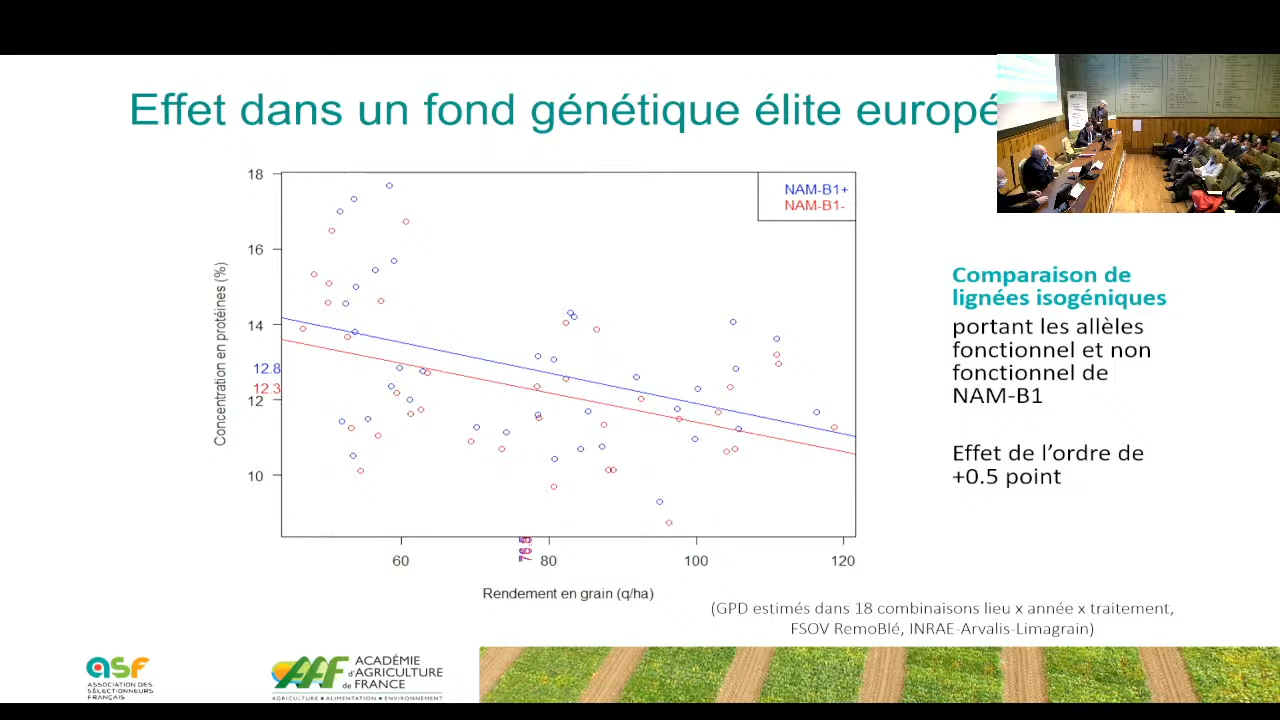 Effet dans un fond génétique élite europé
NAM-B1+
NAM-B1-
Concentration en protéines (%)
18
16
14
12.8
12.3
12
10
60
76.5
80
100
120
Rendement en grain (q/ha)
Comparaison de
lignées isogéniques
portant les allèles
fonctionnel et non
fonctionnel de
NAM-B1
Effet de l’ordre de
+0.5 point
(GPD estimés dans 18 combinaisons lieu x année x traitement,
FSOV RemoBlé, INRAE-Arvalis-Limagrain)
asf
ASSOCIATION DES
SÉLECTIONNEURS
FRANÇAIS
AAF
ACADÉMIE
d'AGRICULTURE
de FRANCE
AGRICULTURE • ALIMENTATION • ENVIRONNEMENT